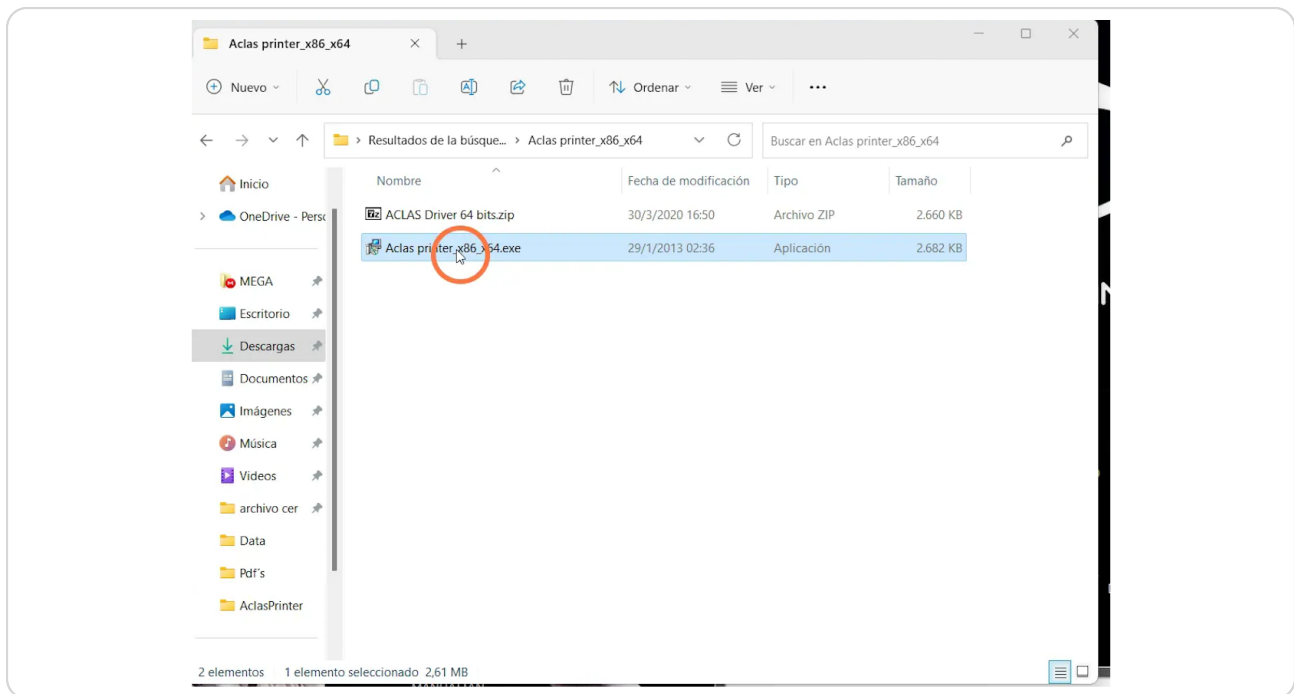 Aclas printer_x86_x64
Nuevo
Ordenar
Ver
Resultados de la búsque... > Aclas printer_x86_x64
Buscar en Aclas printer_x86_x64
Nombre Fecha de modificación Tipo Tamaño
ACLAS Driver 64 bits.zip 30/3/2020 16:50 Archivo ZIP 2.660 KB
Aclas printer_x86_x64.exe 29/1/2013 02:36 Aplicación 2.682 KB
Inicio
OneDrive - Perso
MEGA
Escritorio
Descargas
Documentos
Imágenes
Música
Videos
archivo cer
Data
Pdf´s
AclasPrinter
2 elementos 1 elemento seleccionado 2,61 MB